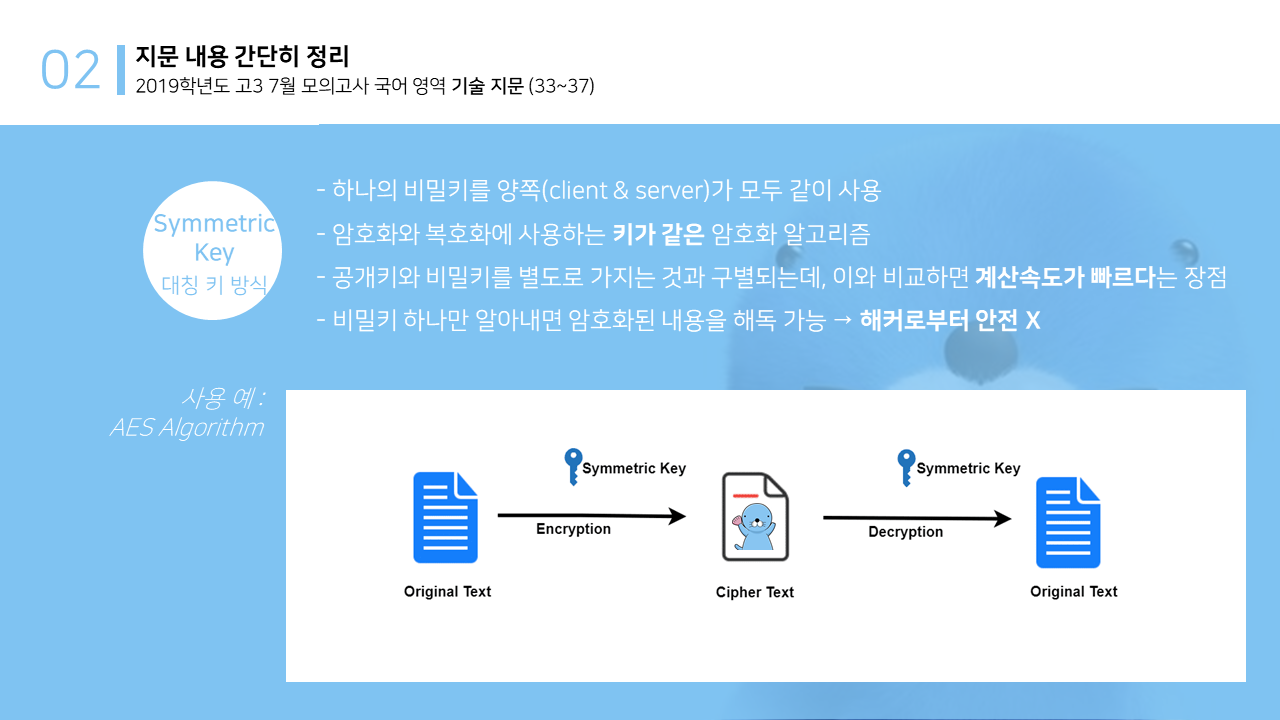 02
지문 내용 간단히 정리
2019학년도 고3 7월 모의고사 국어 영역 기술 지문 (33~37)
Symmetric
Key
대칭 키 방식
- 하나의 비밀키를 양쪽(client & server)가 모두 같이 사용
- 암호화와 복호화에 사용하는 키가 같은 암호화 알고리즘
- 공개키와 비밀키를 별도로 가지는 것과 구별되는데, 이와 비교하면 계산속도가 빠르다는 장점
- 비밀키 하나만 알아내면 암호화된 내용을 해독 가능 → 해커로부터 안전 X
사용 예 :
AES Algorithm
Symmetric Key
Symmetric Key
Encryption
Decryption
Original Text
Cipher Text
Original Text